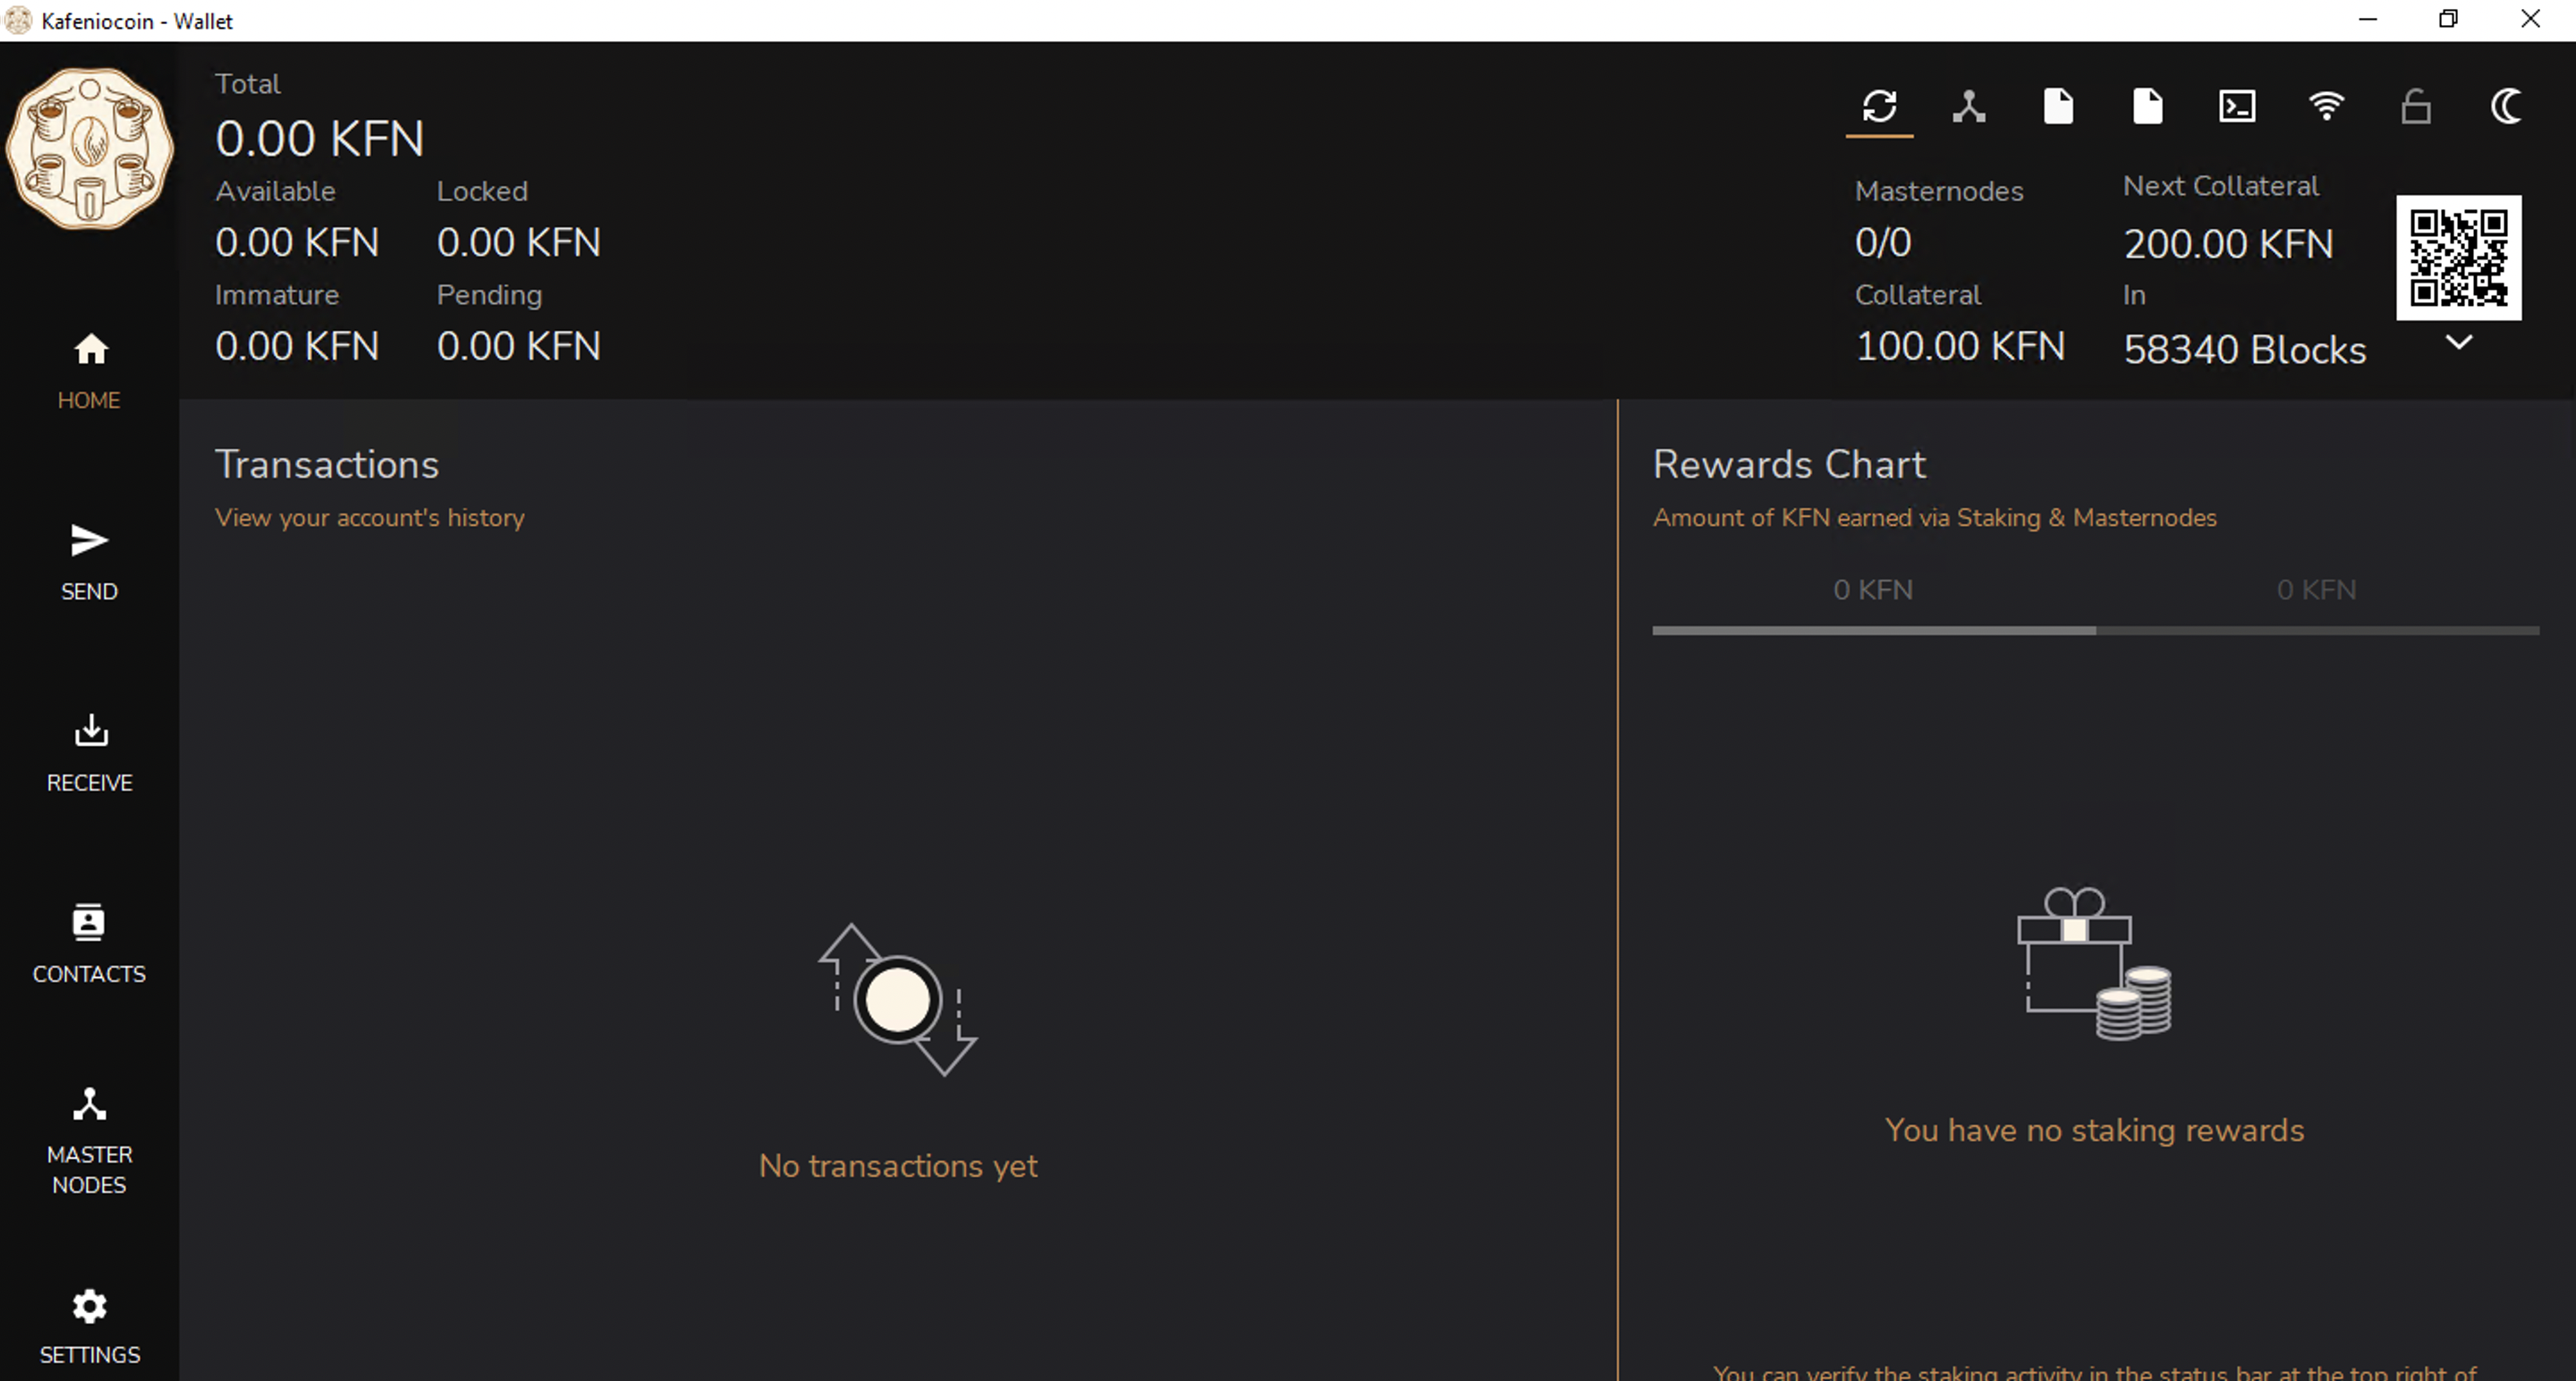 Kafeniocoin - Wallet
Total
0.00 KFN
Available Locked
0.00 KFN 0.00 KFN
Immature Pending
0.00 KFN 0.00 KFN
Masternodes Next Collateral
0/0 200.00 KFN
Collateral In
100.00 KFN 58340 Blocks
HOME
SEND
RECEIVE
CONTACTS
MASTER
NODES
SETTINGS
Transactions
View your account's history
No transactions yet
Rewards Chart
Amount of KFN earned via Staking & Masternodes
0 KFN 0 KFN
You have no staking rewards
You can verify the staking activity in the status bar at the top right of